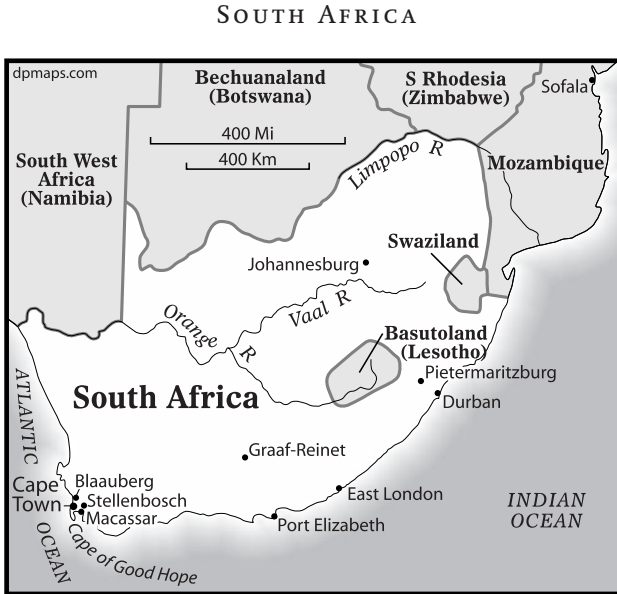 SOUTH AFRICA
dpmaps.com
Bechuanaland
(Botswana)
S Rhodesia
(Zimbabwe)
Sofala
400 Mi
400 Km
South West
Africa
(Namibia)
Limpopo R
Mozambique
Swaziland
Johannesburg
Orange R
Vaal R
Basutoland
(Lesotho)
Pietermaritzburg
Durban
South Africa
ATLANTIC
OCEAN
Graaf-Reinet
Cape
Town
Blaauberg
Stellenbosch
Macassar
East London
Port Elizabeth
Cape of Good Hope
INDIAN
OCEAN